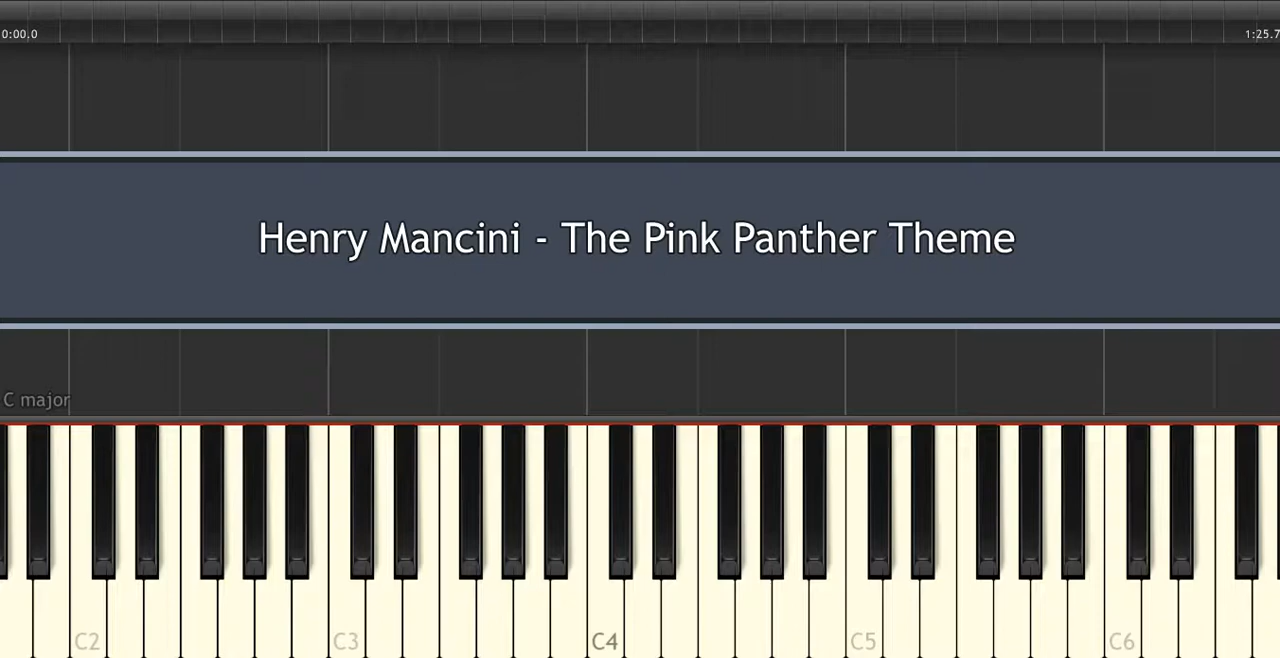 0:00.0 1:25.7
Henry Mancini - The Pink Panther Theme
C major
C2 C3 C4 C5 C6